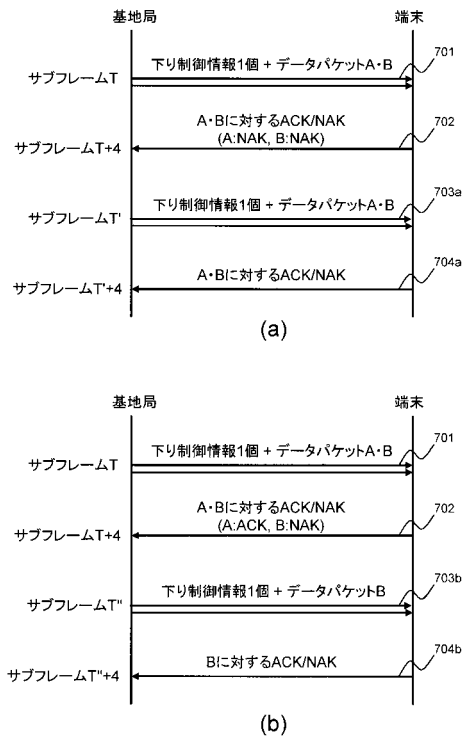 基地局 端末
701
下り制御情報1個 + データパケットA・B
サブフレームT
702
A・Bに対するACK/NAK
(A:NAK, B:NAK)
サブフレームT+4
703a
下り制御情報1個 + データパケットA・B
サブフレームT'
704a
A・Bに対するACK/NAK
サブフレームT'+4
(a)
基地局 端末
701
下り制御情報1個 + データパケットA・B
サブフレームT
702
A・Bに対するACK/NAK
(A:ACK, B:NAK)
サブフレームT+4
703b
下り制御情報1個 + データパケットB
サブフレームT"
704b
Bに対するACK/NAK
サブフレームT"+4
(b)